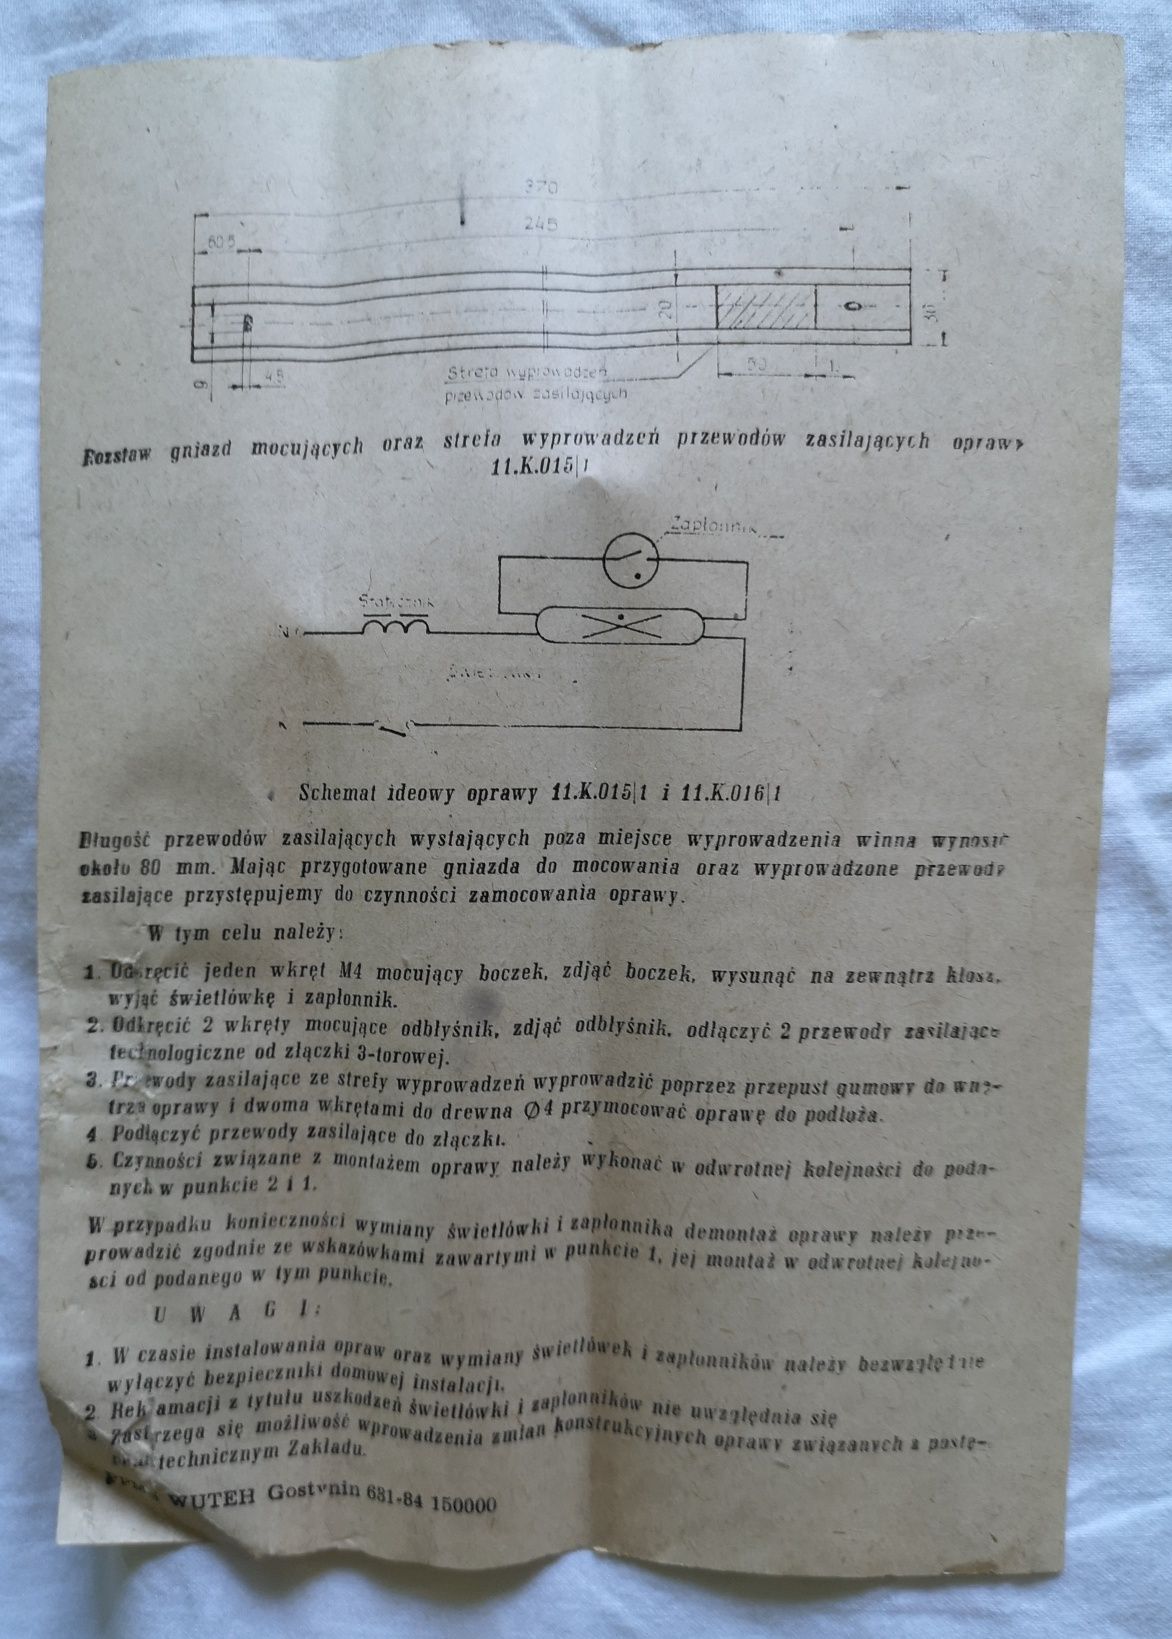 370
245
60.5
20
30
9
4.5
50
Strefa wyprowadzeń
przewodów zasilających
Rozstaw gniazd mocujących oraz strefa wyprowadzeń przewodów zasilających oprawy
11.K.015|1
Zapłonnik
Statecznik
Schemat ideowy oprawy 11.K.015|1 i 11.K.016|1
Długość przewodów zasilających wystających poza miejsce wyprowadzenia winna wynosić
około 80 mm. Mając przygotowane gniazda do mocowania oraz wyprowadzone przewody
zasilające przystępujemy do czynności zamocowania oprawy.
W tym celu należy:
1. Odkręcić jeden wkręt M4 mocujący boczek, zdjąć boczek, wysunąć na zewnątrz klosz,
wyjąć świetlówkę i zapłonnik.
2. Odkręcić 2 wkręty mocujące odbłyśnik, zdjąć odbłyśnik, odłączyć 2 przewody zasilające
technologiczne od złączki 3-torowej.
3. Przewody zasilające ze strefy wyprowadzeń wyprowadzić poprzez przepust gumowy do wnę-
trza oprawy i dwoma wkrętami do drewna ∅4 przymocować oprawę do podłoża.
4 Podłączyć przewody zasilające do złączki.
5. Czynności związane z montażem oprawy należy wykonać w odwrotnej kolejności do poda-
nych w punkcie 2 i 1.
W przypadku konieczności wymiany świetlówki i zapłonnika demontaż oprawy należy prze-
prowadzić zgodnie ze wskazówkami zawartymi w punkcie 1, jej montaż w odwrotnej kolejno-
ści od podanego w tym punkcie.
U W A G I :
1. W czasie instalowania opraw oraz wymiany świetlówek i zapłonników należy bezwzględnie
wyłączyć bezpieczniki domowej instalacji.
2 Reklamacji z tytułu uszkodzeń świetlówki i zapłonników nie uwzględnia się
Zastrzega się możliwość wprowadzenia zmian konstrukcyjnych oprawy związanych z postę-
technicznym Zakładu.
WUTEH Gostynin 631-84 150000